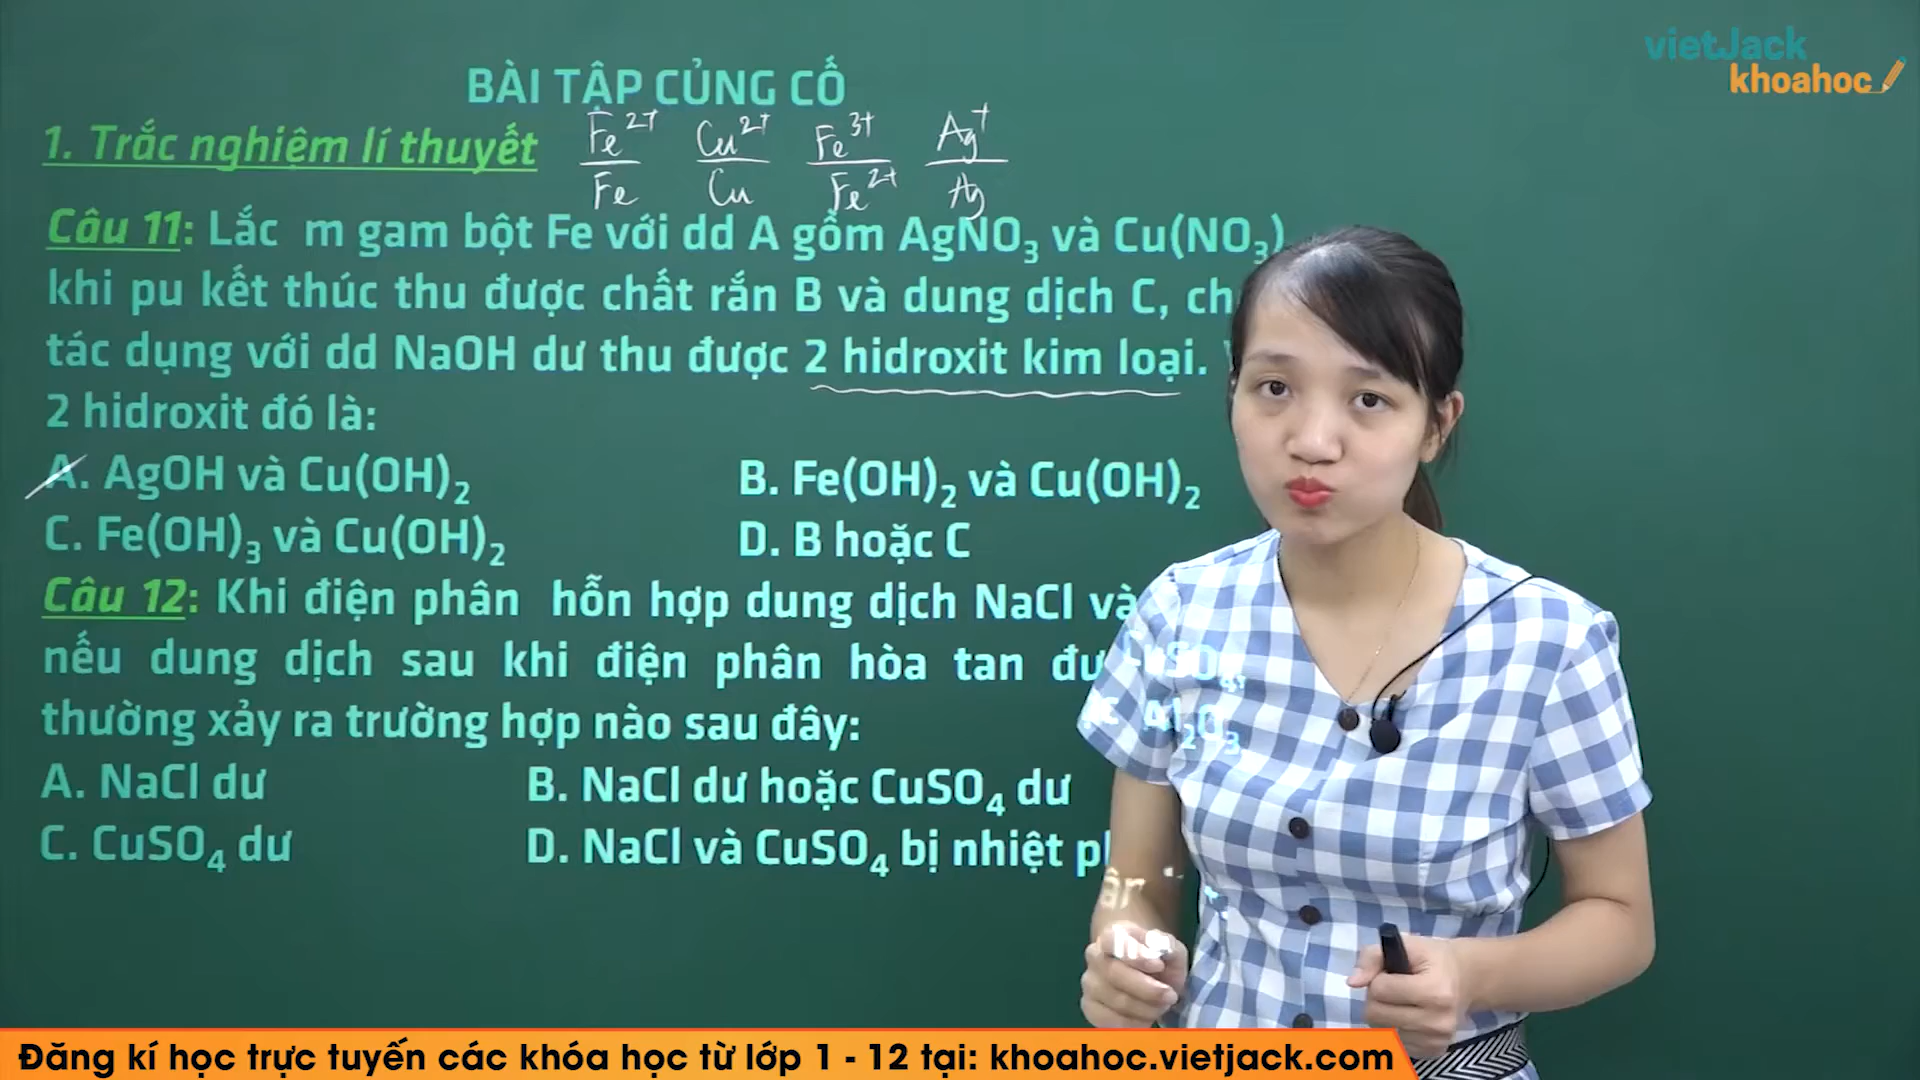 vietJack
khoahoc
BÀI TẬP CỦNG CỐ
1. Trắc nghiệm lí thuyết
Fe²⁺ Cu²⁺ Fe³⁺ Ag⁺
Fe Cu Fe²⁺ Ag
Câu 11: Lắc m gam bột Fe với dd A gồm AgNO₃ và Cu(NO₃)
khi pu kết thúc thu được chất rắn B và dung dịch C, ch
tác dụng với dd NaOH dư thu được 2 hidroxit kim loại.
2 hidroxit đó là:
A. AgOH và Cu(OH)₂ B. Fe(OH)₂ và Cu(OH)₂
C. Fe(OH)₃ và Cu(OH)₂ D. B hoặc C
Câu 12: Khi điện phân hỗn hợp dung dịch NaCl và
nếu dung dịch sau khi điện phân hòa tan đư SO₄,
thường xảy ra trường hợp nào sau đây: Al₂O₃
A. NaCl dư B. NaCl dư hoặc CuSO₄ dư
C. CuSO₄ dư D. NaCl và CuSO₄ bị nhiệt ph
Đăng kí học trực tuyến các khóa học từ lớp 1 - 12 tại: khoahoc.vietjack.com